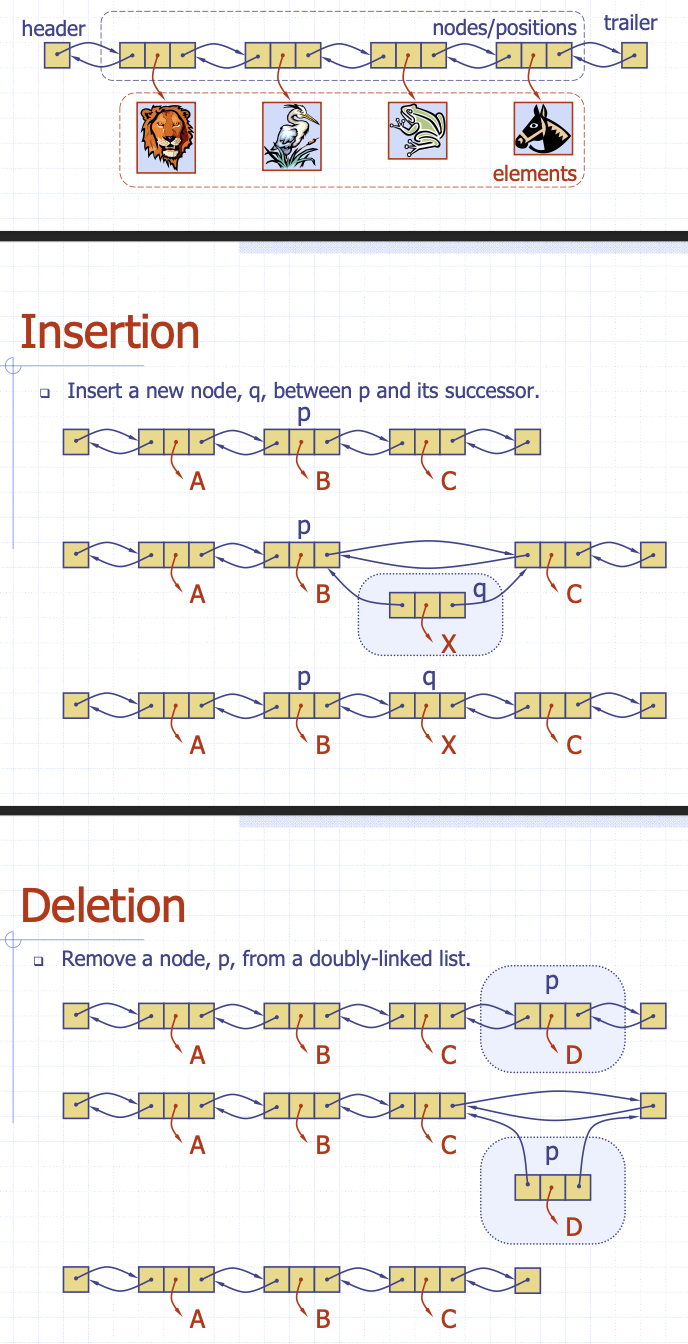 header
nodes/positions
trailer
elements
Insertion
Insert a new node, q, between p and its successor.
p
A
B
C
p
A
B
q
C
X
p
q
A
B
X
C
Deletion
Remove a node, p, from a doubly-linked list.
p
A
B
C
D
A
B
C
p
D
A
B
C